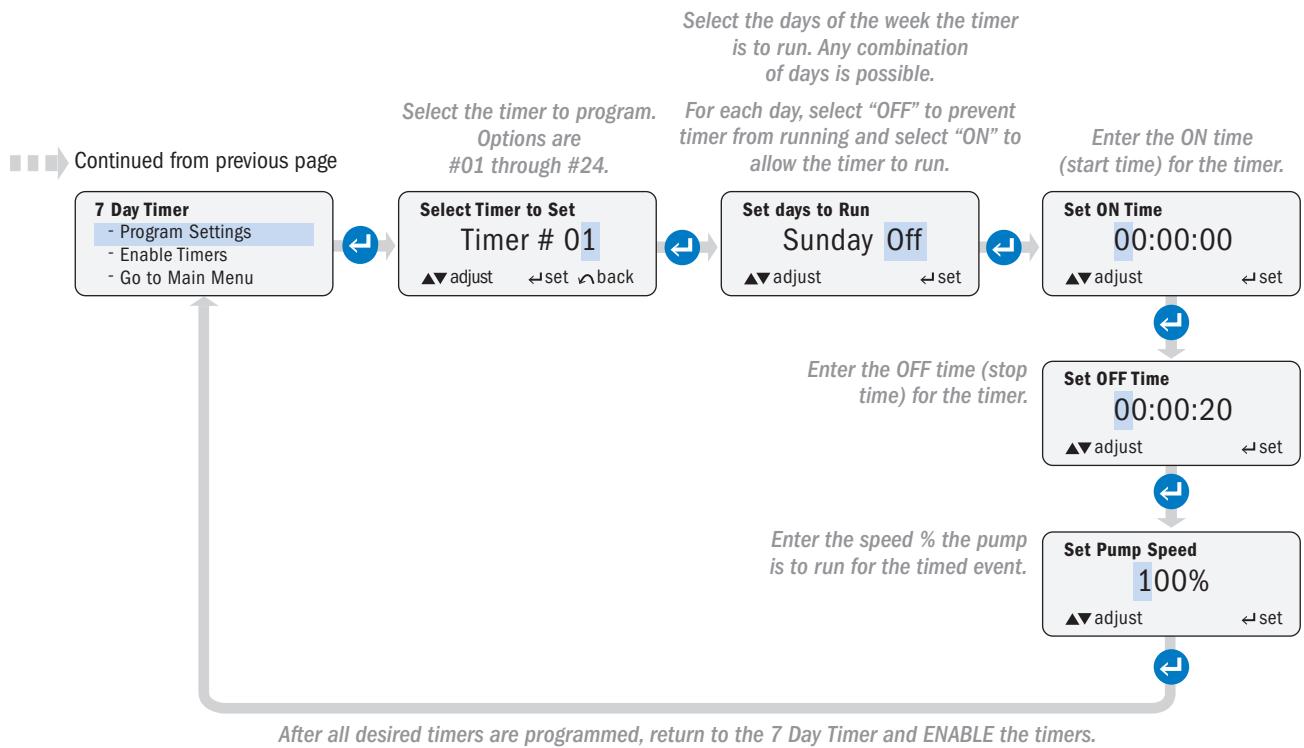 Select the days of the week the timer
is to run. Any combination
of days is possible.
Select the timer to program.
Options are
#01 through #24.
For each day, select “OFF” to prevent
timer from running and select “ON” to
allow the timer to run.
Enter the ON time
(start time) for the timer.
Continued from previous page
7 Day Timer
- Program Settings
- Enable Timers
- Go to Main Menu
Select Timer to Set
Timer # 01
▲▼ adjust ↵ set ↶ back
Set days to Run
Sunday Off
▲▼ adjust ↵ set
Set ON Time
00:00:00
▲▼ adjust ↵ set
Enter the OFF time (stop
time) for the timer.
Set OFF Time
00:00:20
▲▼ adjust ↵ set
Enter the speed % the pump
is to run for the timed event.
Set Pump Speed
100%
▲▼ adjust ↵ set
After all desired timers are programmed, return to the 7 Day Timer and ENABLE the timers.